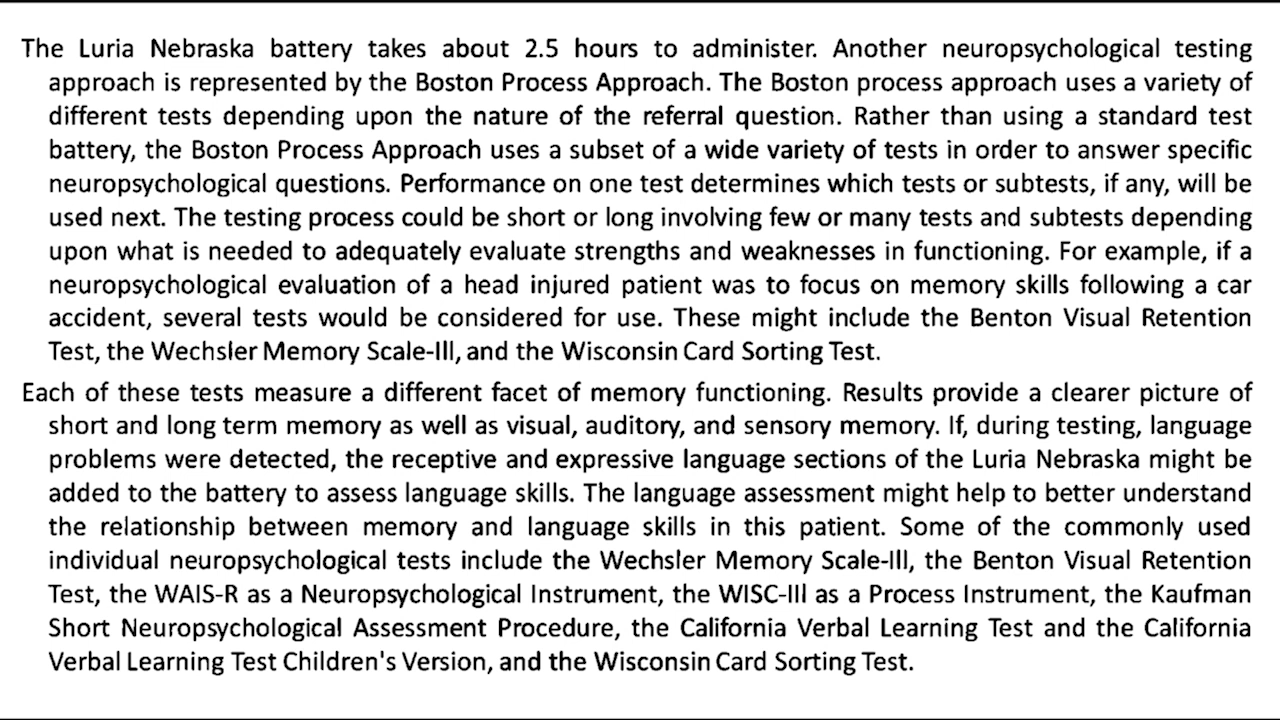 The Luria Nebraska battery takes about 2.5 hours to administer. Another neuropsychological testing
approach is represented by the Boston Process Approach. The Boston process approach uses a variety of
different tests depending upon the nature of the referral question. Rather than using a standard test
battery, the Boston Process Approach uses a subset of a wide variety of tests in order to answer specific
neuropsychological questions. Performance on one test determines which tests or subtests, if any, will be
used next. The testing process could be short or long involving few or many tests and subtests depending
upon what is needed to adequately evaluate strengths and weaknesses in functioning. For example, if a
neuropsychological evaluation of a head injured patient was to focus on memory skills following a car
accident, several tests would be considered for use. These might include the Benton Visual Retention
Test, the Wechsler Memory Scale-III, and the Wisconsin Card Sorting Test.
Each of these tests measure a different facet of memory functioning. Results provide a clearer picture of
short and long term memory as well as visual, auditory, and sensory memory. If, during testing, language
problems were detected, the receptive and expressive language sections of the Luria Nebraska might be
added to the battery to assess language skills. The language assessment might help to better understand
the relationship between memory and language skills in this patient. Some of the commonly used
individual neuropsychological tests include the Wechsler Memory Scale-III, the Benton Visual Retention
Test, the WAIS-R as a Neuropsychological Instrument, the WISC-III as a Process Instrument, the Kaufman
Short Neuropsychological Assessment Procedure, the California Verbal Learning Test and the California
Verbal Learning Test Children's Version, and the Wisconsin Card Sorting Test.